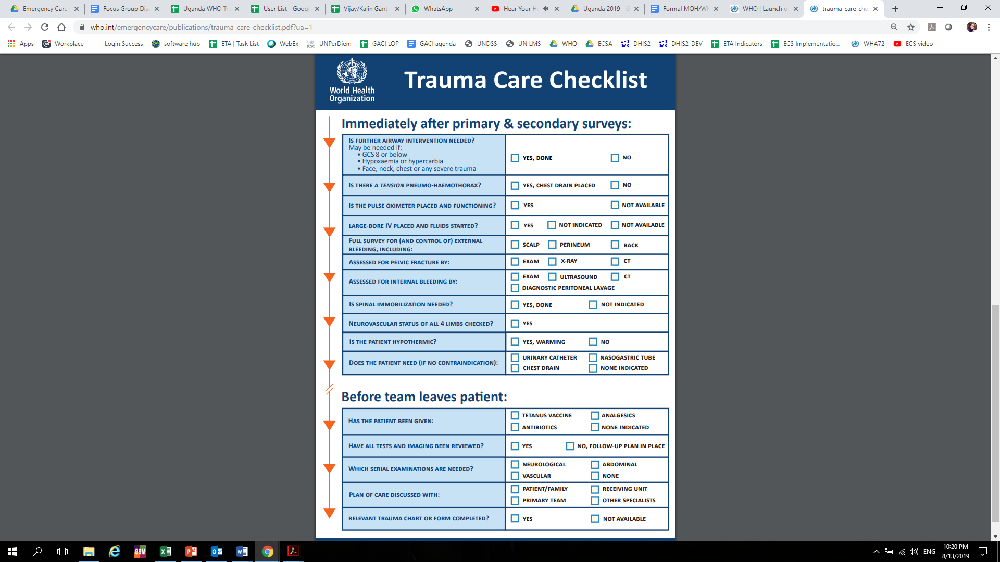 Emergency Care
Focus Group Dis
Uganda WHO Tra
User List - Googl
Vijay/Kalin Gant
WhatsApp
Hear Your H
Uganda 2019 - G
Formal MOH/WH
WHO | Launch o
trauma-care-che
who.int/emergencycare/publications/trauma-care-checklist.pdf?ua=1
Apps
Workplace
Login Success
software hub
ETA | Task List
WebEx
UNPerDiem
GACI LOP
GACI agenda
UNDSS
UN LMS
WHO
ECSA
DHIS2
DHIS2-DEV
ETA Indicators
ECS Implementatio...
WHA72
ECS video
World Health
Organization
Trauma Care Checklist
Immediately after primary & secondary surveys:
IS FURTHER AIRWAY INTERVENTION NEEDED?
May be needed if:
• GCS 8 or below
• Hypoxaemia or hypercarbia
• Face, neck, chest or any severe trauma
YES, DONE
NO
IS THERE A TENSION PNEUMO-HAEMOTHORAX?
YES, CHEST DRAIN PLACED
NO
IS THE PULSE OXIMETER PLACED AND FUNCTIONING?
YES
NOT AVAILABLE
LARGE-BORE IV PLACED AND FLUIDS STARTED?
YES
NOT INDICATED
NOT AVAILABLE
FULL SURVEY FOR (AND CONTROL OF) EXTERNAL
BLEEDING, INCLUDING:
SCALP
PERINEUM
BACK
ASSESSED FOR PELVIC FRACTURE BY:
EXAM
X-RAY
CT
ASSESSED FOR INTERNAL BLEEDING BY:
EXAM
ULTRASOUND
CT
DIAGNOSTIC PERITONEAL LAVAGE
IS SPINAL IMMOBILIZATION NEEDED?
YES, DONE
NOT INDICATED
NEUROVASCULAR STATUS OF ALL 4 LIMBS CHECKED?
YES
IS THE PATIENT HYPOTHERMIC?
YES, WARMING
NO
DOES THE PATIENT NEED (IF NO CONTRAINDICATION):
URINARY CATHETER
NASOGASTRIC TUBE
CHEST DRAIN
NONE INDICATED
Before team leaves patient:
HAS THE PATIENT BEEN GIVEN:
TETANUS VACCINE
ANALGESICS
ANTIBIOTICS
NONE INDICATED
HAVE ALL TESTS AND IMAGING BEEN REVIEWED?
YES
NO, FOLLOW-UP PLAN IN PLACE
WHICH SERIAL EXAMINATIONS ARE NEEDED?
NEUROLOGICAL
ABDOMINAL
VASCULAR
NONE
PLAN OF CARE DISCUSSED WITH:
PATIENT/FAMILY
RECEIVING UNIT
PRIMARY TEAM
OTHER SPECIALISTS
RELEVANT TRAUMA CHART OR FORM COMPLETED?
YES
NOT AVAILABLE
GSM
ENG
10:20 PM
8/13/2019